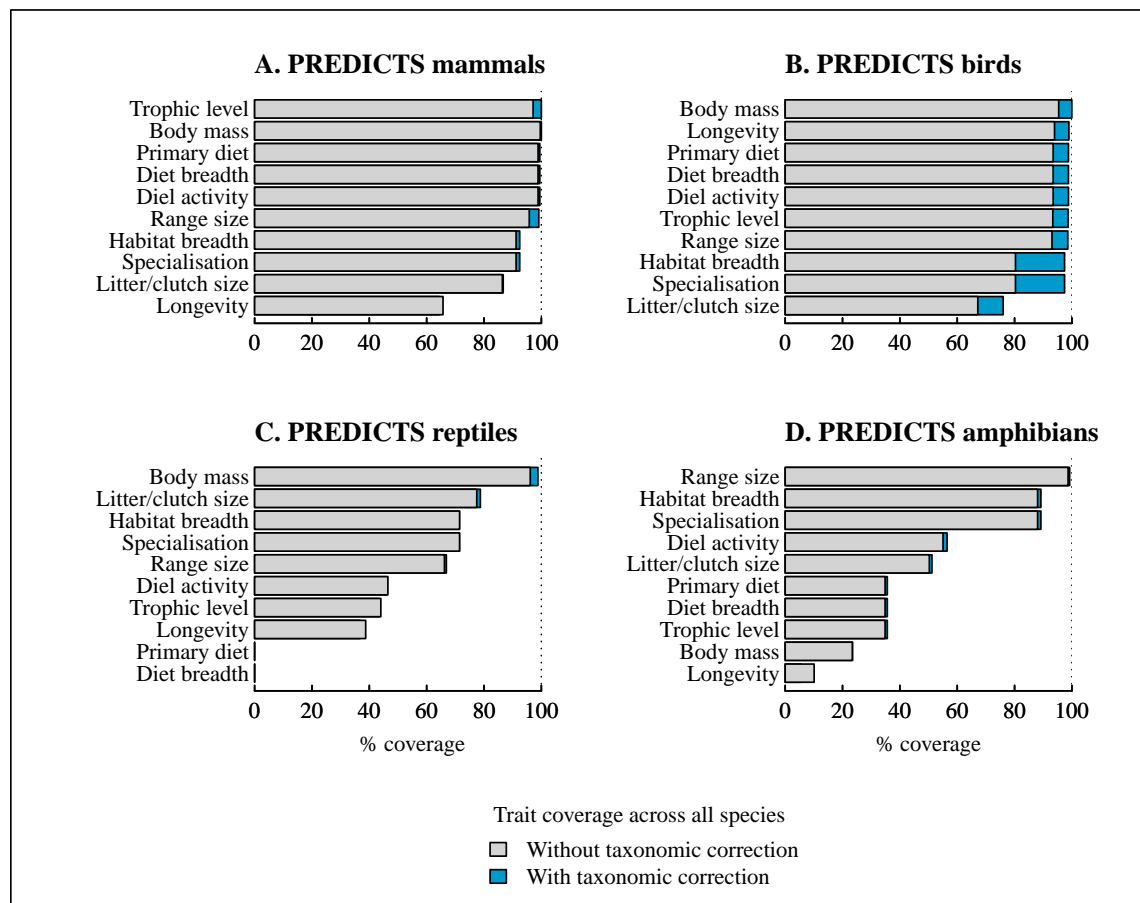 A. PREDICTS mammals
Trophic level
Body mass
Primary diet
Diet breadth
Diel activity
Range size
Habitat breadth
Specialisation
Litter/clutch size
Longevity
0 20 40 60 80 100
B. PREDICTS birds
Body mass
Longevity
Primary diet
Diet breadth
Diel activity
Trophic level
Range size
Habitat breadth
Specialisation
Litter/clutch size
0 20 40 60 80 100
C. PREDICTS reptiles
Body mass
Litter/clutch size
Habitat breadth
Specialisation
Range size
Diel activity
Trophic level
Longevity
Primary diet
Diet breadth
0 20 40 60 80 100
% coverage
D. PREDICTS amphibians
Range size
Habitat breadth
Specialisation
Diel activity
Litter/clutch size
Primary diet
Diet breadth
Trophic level
Body mass
Longevity
0 20 40 60 80 100
% coverage
Trait coverage across all species
Without taxonomic correction
With taxonomic correction